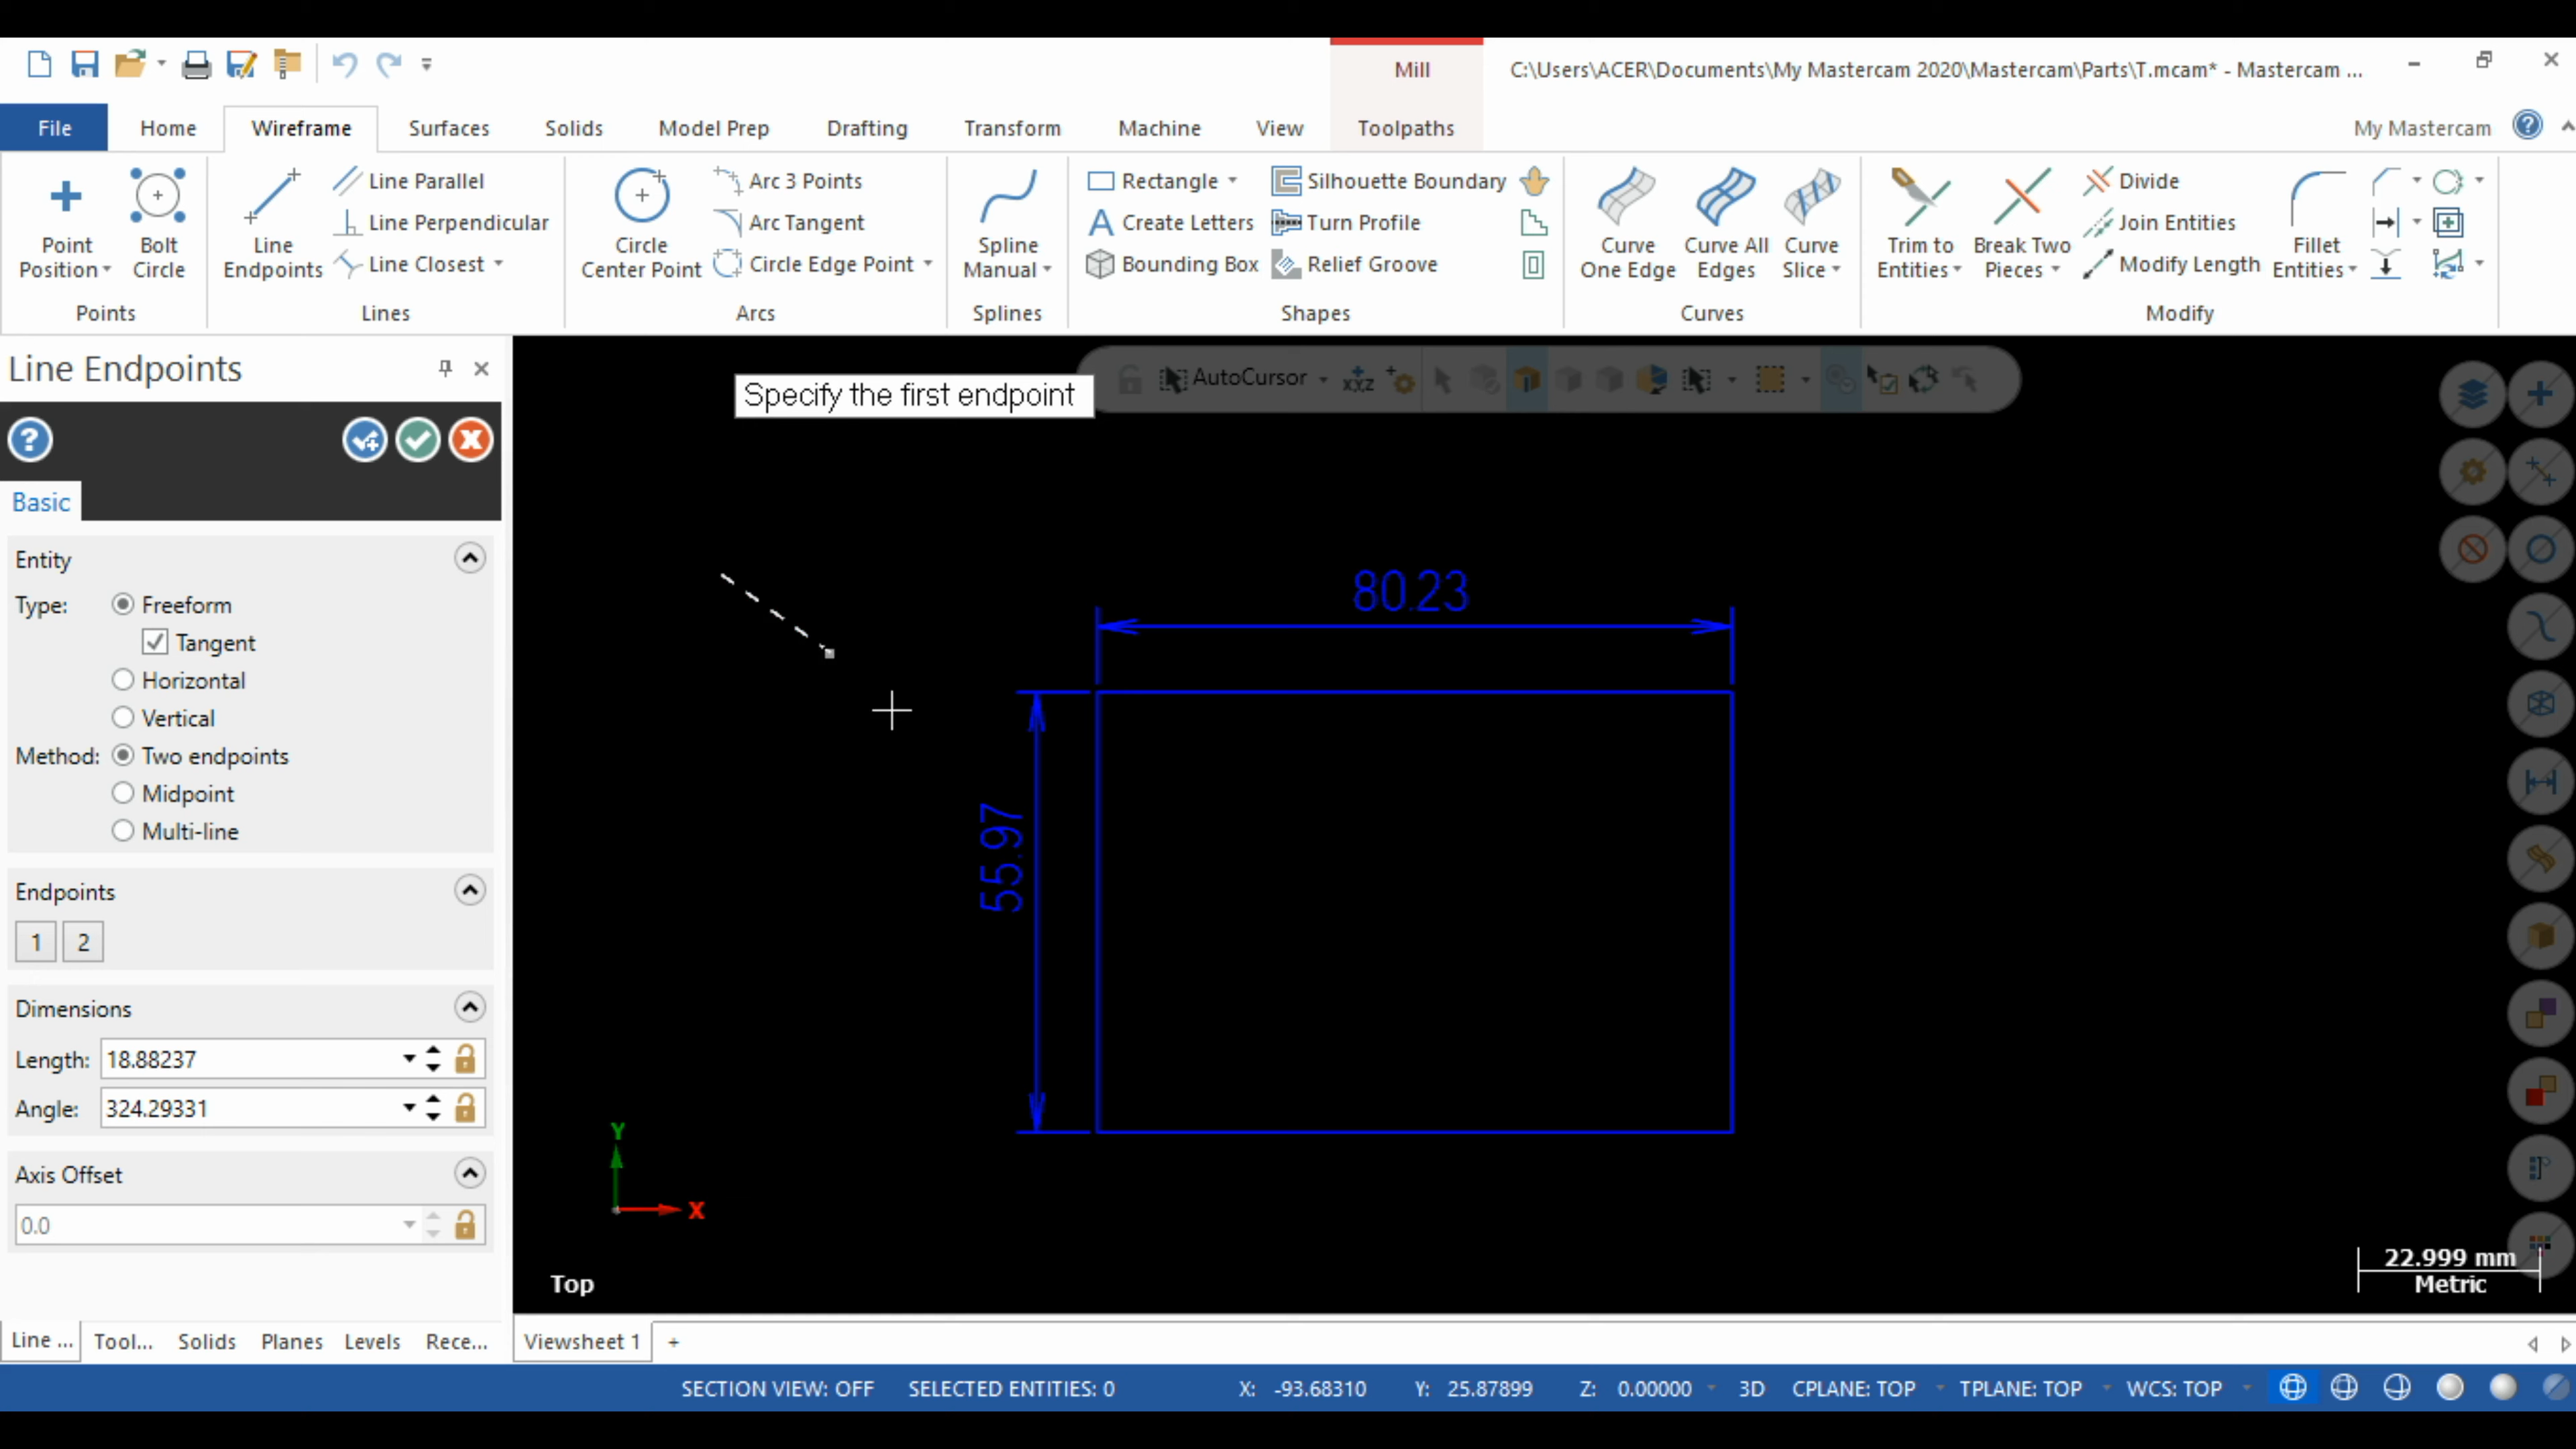 Mill
C:\Users\ACER\Documents\My Mastercam 2020\Mastercam\Parts\T.mcam* - Mastercam ...
File
Home
Wireframe
Surfaces
Solids
Model Prep
Drafting
Transform
Machine
View
Toolpaths
My Mastercam
Point
Position
Bolt
Circle
Points
Line
Endpoints
Line Parallel
Line Perpendicular
Line Closest
Lines
Circle
Center Point
Arc 3 Points
Arc Tangent
Circle Edge Point
Arcs
Spline
Manual
Splines
Rectangle
Create Letters
Bounding Box
Silhouette Boundary
Turn Profile
Relief Groove
Shapes
Curve
One Edge
Curve All
Edges
Curve
Slice
Curves
Trim to
Entities
Break Two
Pieces
Divide
Join Entities
Modify Length
Fillet
Entities
Modify
Line Endpoints
Basic
Entity
Type:
Freeform
Tangent
Horizontal
Vertical
Method:
Two endpoints
Midpoint
Multi-line
Endpoints
1
2
Dimensions
Length:
18.88237
Angle:
324.29331
Axis Offset
0.0
Specify the first endpoint
AutoCursor
XYZ
80.23
55.97
Y
X
Top
22.999 mm
Metric
Line ...
Tool...
Solids
Planes
Levels
Rece...
Viewsheet 1
+
SECTION VIEW: OFF
SELECTED ENTITIES: 0
X: -93.68310
Y: 25.87899
Z: 0.00000
3D
CPLANE: TOP
TPLANE: TOP
WCS: TOP